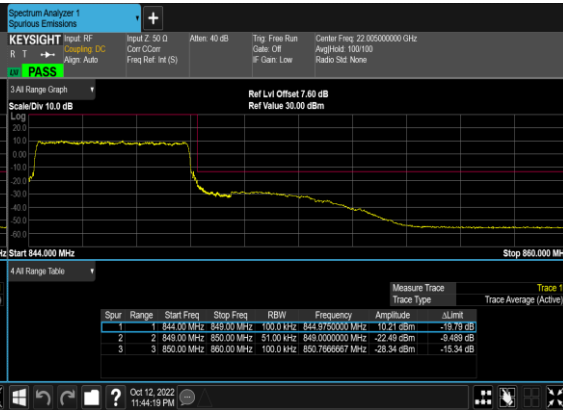 Spectrum Analyzer 1
Spurious Emissions
+
KEYSIGHT Input: RF Input Z: 50 Ω Atten: 40 dB Trig: Free Run Center Freq: 22.005000000 GHz
R T Coupling: DC Corr CCorr Gate: Off Avg|Hold: 100/100
Align: Auto Freq Ref: Int (S) IF Gain: Low Radio Std: None
PASS
3 All Range Graph
Ref Lvl Offset 7.60 dB
Scale/Div 10.0 dB Ref Value 30.00 dBm
Log
20.0
10.0
0.00
-10.0
-20.0
-30.0
-40.0
-50.0
-60.0
Hz Start 844.000 MHz Stop 860.000 MHz
4 All Range Table
Measure Trace Trace 1
Trace Type Trace Average (Active)
Spur Range Start Freq Stop Freq RBW Frequency Amplitude ΔLimit
1 1 844.00 MHz 849.00 MHz 100.0 kHz 844.9750000 MHz 10.21 dBm -19.79 dB
2 2 849.00 MHz 850.00 MHz 51.00 kHz 849.0000000 MHz -22.49 dBm -9.489 dB
3 3 850.00 MHz 860.00 MHz 100.0 kHz 850.7666667 MHz -28.34 dBm -15.34 dB
? Oct 12, 2022
11:44:19 PM